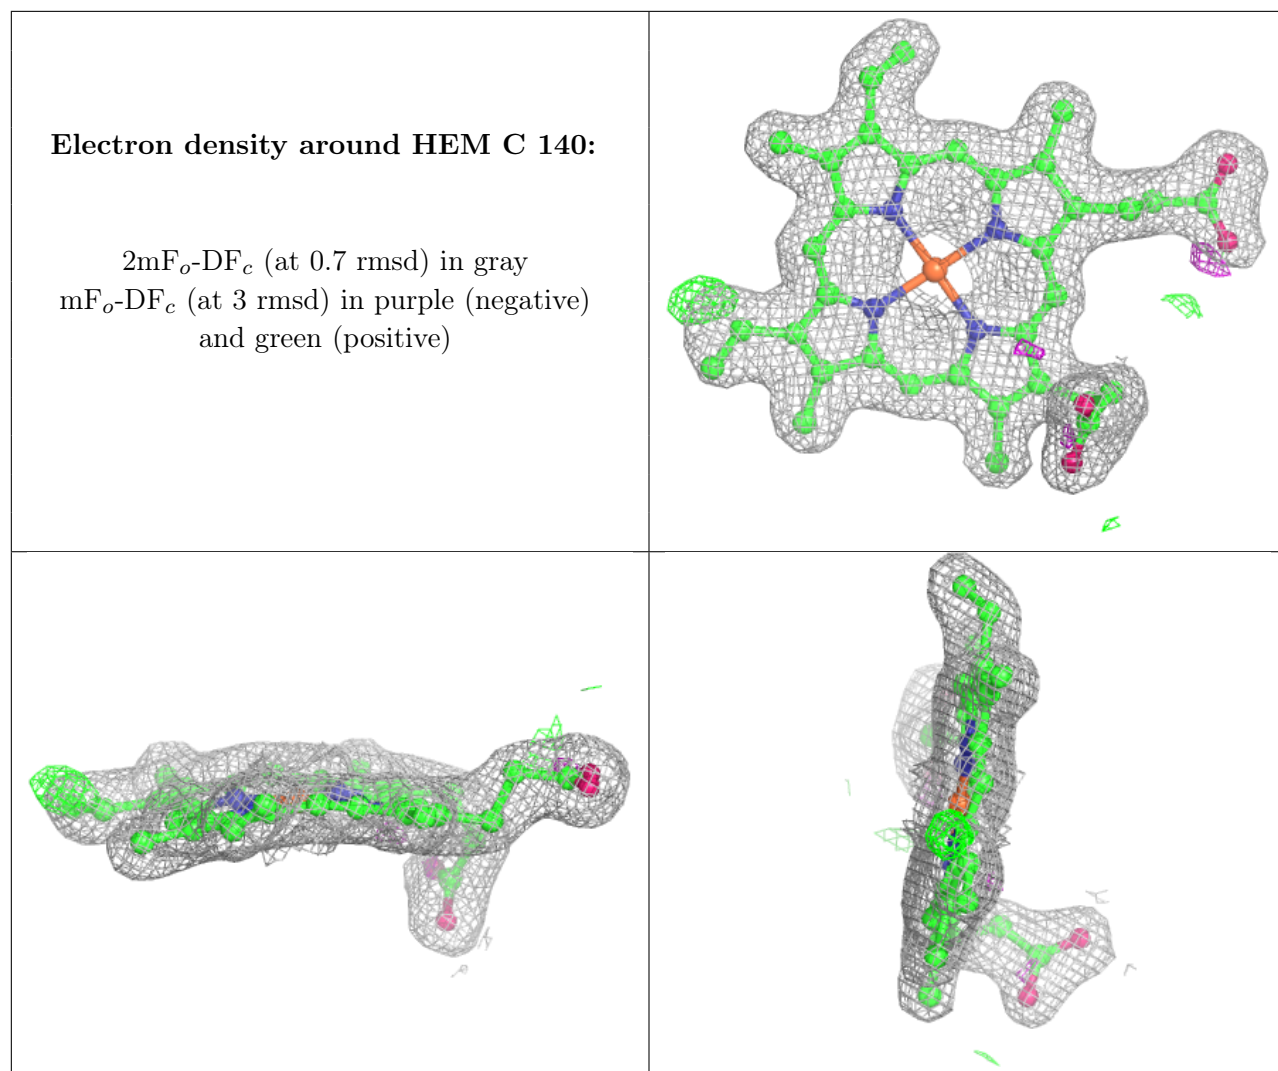 Electron density around HEM C 140:
2mFₒ-DF𝒸 (at 0.7 rmsd) in gray
mFₒ-DF𝒸 (at 3 rmsd) in purple (negative)
and green (positive)